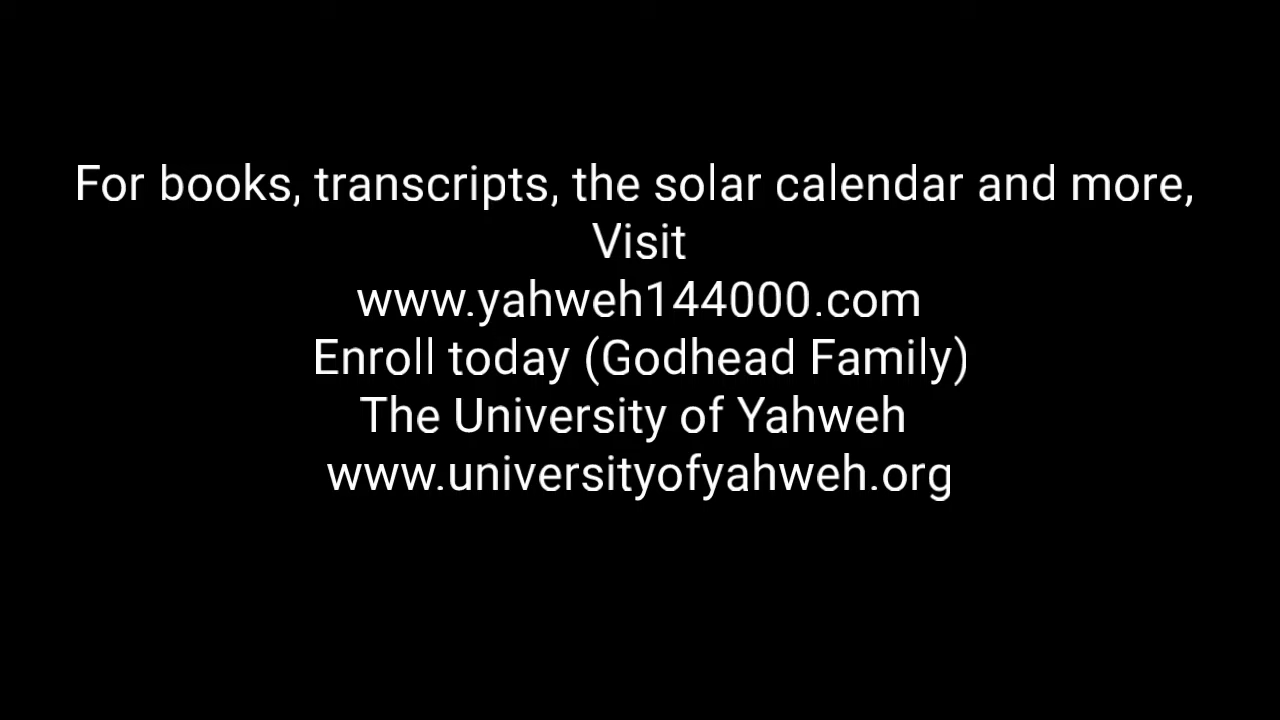 For books, transcripts, the solar calendar and more,
Visit
www.yahweh144000.com
Enroll today (Godhead Family)
The University of Yahweh
www.universityofyahweh.org